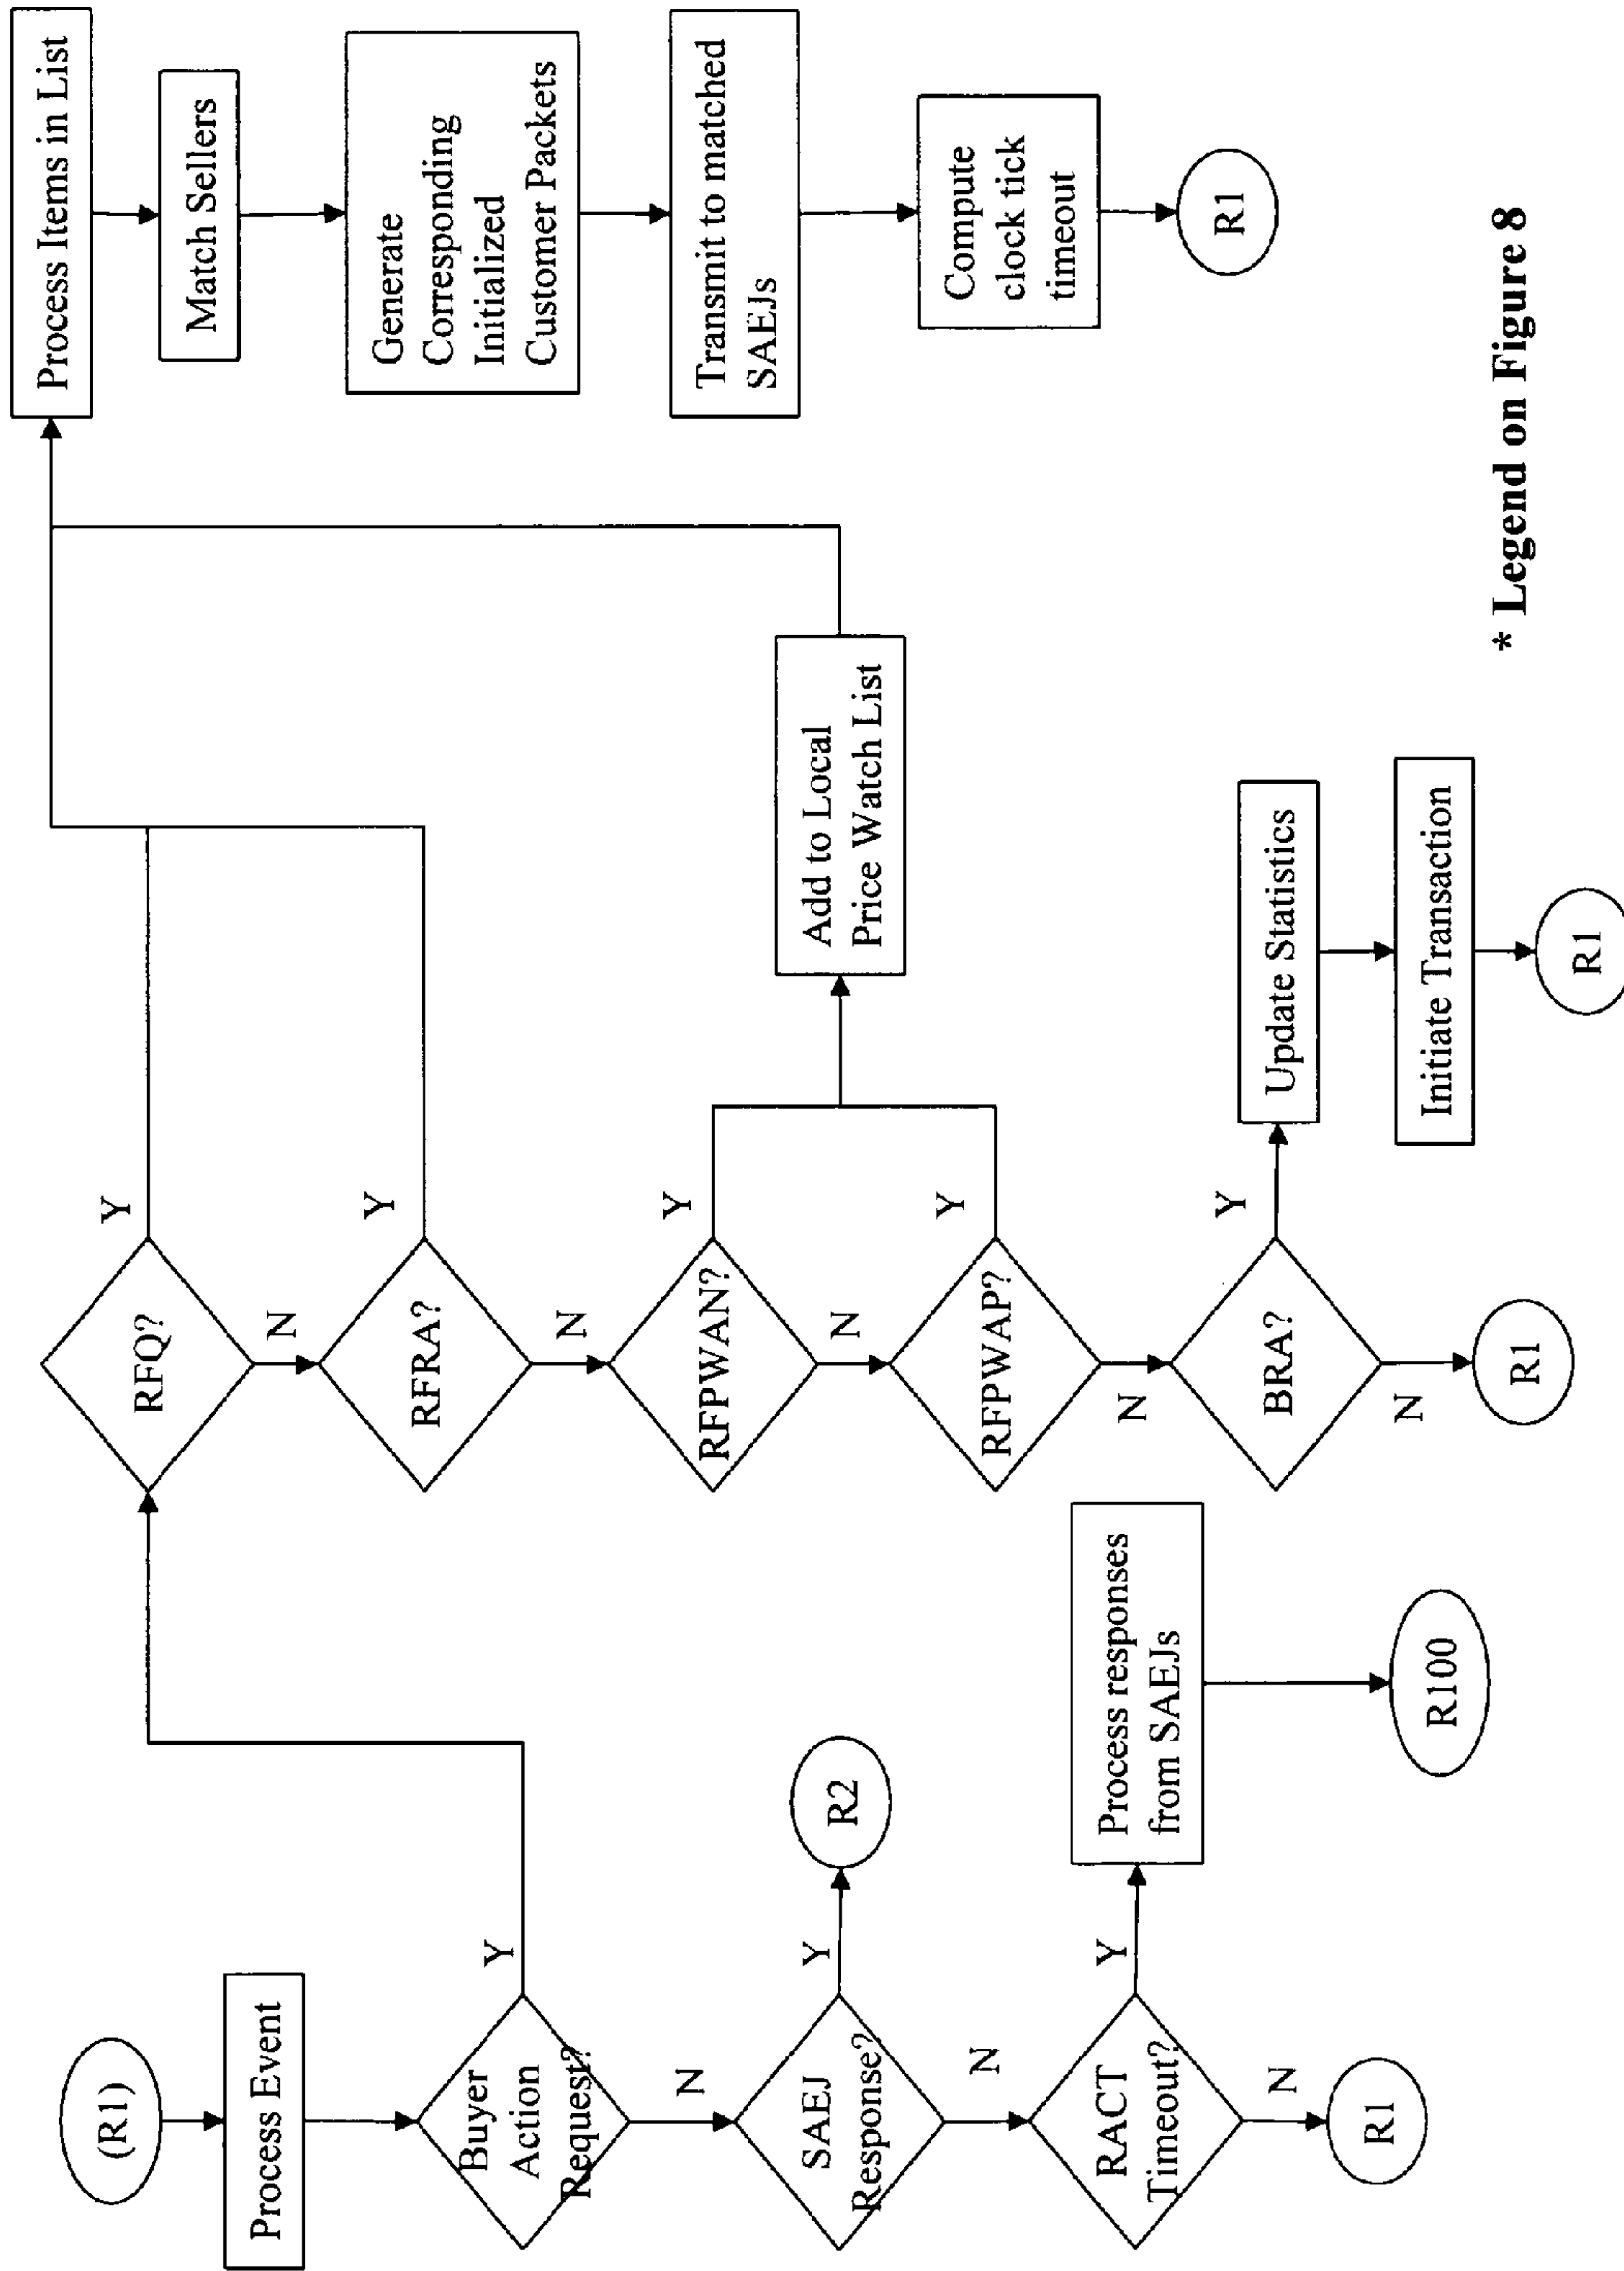 (R1)
Process Event
Buyer
Action
Request?
Y
N
SAEJ
Response?
Y
R2
N
RACT
Timeout?
Y
Process responses
from SAEJs
R100
N
R1
RFQ?
Y
N
RFRA?
Y
N
RFPWAN?
Y
N
RFPWAP?
Y
N
Add to Local
Price Watch List
BRA?
Y
Update Statistics
Initiate Transaction
R1
N
R1
Process Items in List
Match Sellers
Generate
Corresponding
Initialized
Customer Packets
Transmit to matched
SAEJs
Compute
clock tick
timeout
R1
* Legend on Figure 8